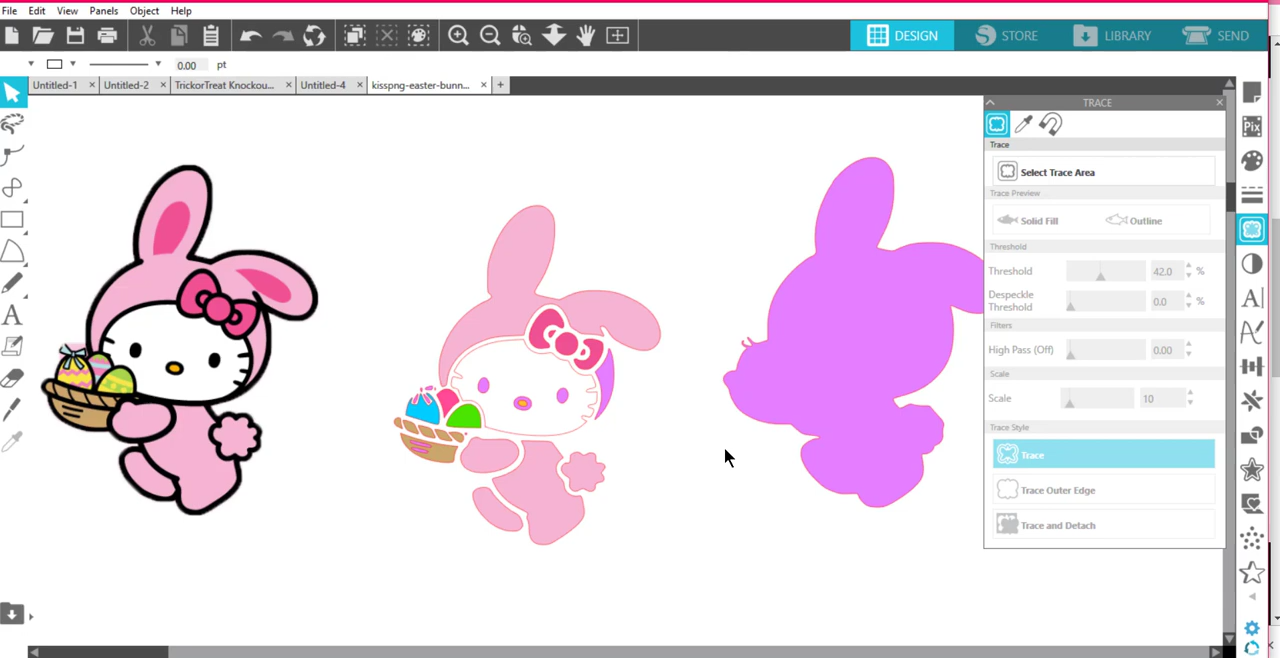 File Edit View Panels Object Help
DESIGN STORE LIBRARY SEND
0.00 pt
Untitled-1 Untitled-2 TrickorTreat Knockou... Untitled-4 kisspng-easter-bunn...
TRACE
Trace
Select Trace Area
Trace Preview
Solid Fill Outline
Threshold
Threshold 42.0 %
Despeckle Threshold 0.0 %
Filters
High Pass (Off) 0.00
Scale
Scale 10
Trace Style
Trace
Trace Outer Edge
Trace and Detach
Pix
A
A